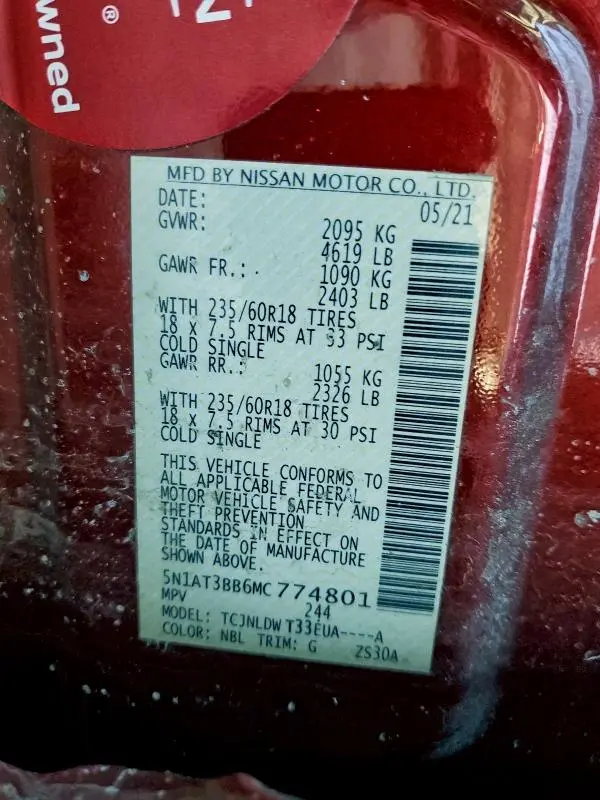 N
®
wned
MFD BY NISSAN MOTOR CO., LTD.
DATE: 05/21
GVWR: 2095 KG
4619 LB
GAWR FR.: 1090 KG
2403 LB
WITH 235/60R18 TIRES
18 x 7.5 RIMS AT 33 PSI
COLD SINGLE
GAWR RR.: 1055 KG
2326 LB
WITH 235/60R18 TIRES
18 x 7.5 RIMS AT 30 PSI
COLD SINGLE
THIS VEHICLE CONFORMS TO
ALL APPLICABLE FEDERAL
MOTOR VEHICLE SAFETY AND
THEFT PREVENTION
STANDARDS IN EFFECT ON
THE DATE OF MANUFACTURE
SHOWN ABOVE.
5N1AT3BB6MC774801
MPV 244
MODEL: TCJNLDW T33EUA----A
COLOR: NBL TRIM: G ZS30A